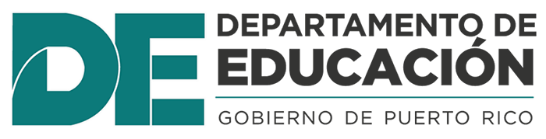 DE
DEPARTAMENTO DE
EDUCACIÓN
GOBIERNO DE PUERTO RICO